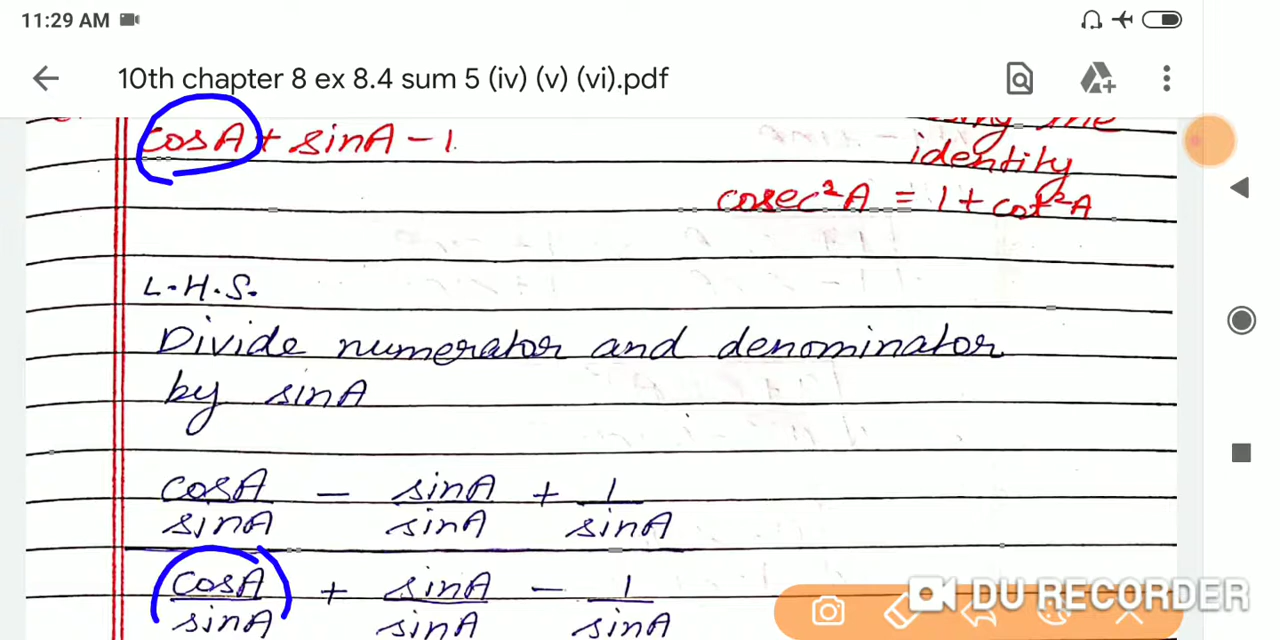 11:29 AM
10th chapter 8 ex 8.4 sum 5 (iv) (v) (vi).pdf
cosA + sinA - 1
the
identity
cosec²A = 1 + cot²A
L.H.S.
Divide numerator and denominator
by sinA
cosA/sinA - sinA/sinA + 1/sinA
cosA/sinA + sinA/sinA - 1/sinA
DU RECORDER